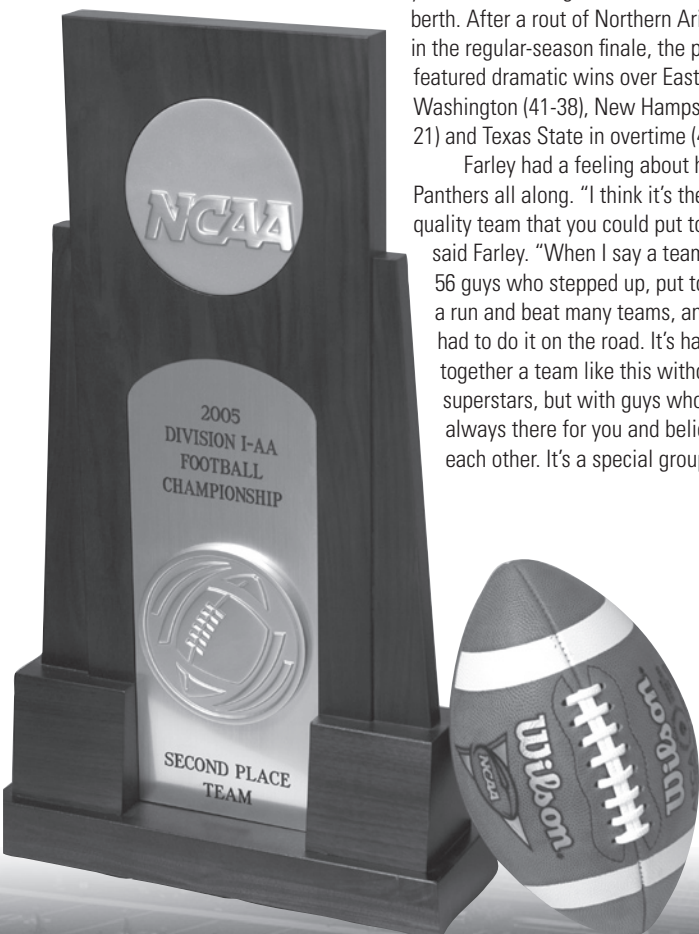 berth. After a rout of Northern Ari
in the regular-season finale, the p
featured dramatic wins over East
Washington (41-38), New Hamps
21) and Texas State in overtime (4
Farley had a feeling about h
Panthers all along. “I think it’s the
quality team that you could put to
said Farley. “When I say a team
56 guys who stepped up, put to
a run and beat many teams, an
had to do it on the road. It’s ha
together a team like this witho
superstars, but with guys who
always there for you and belie
each other. It’s a special group
NCAA
2005
DIVISION I-AA
FOOTBALL
CHAMPIONSHIP
SECOND PLACE
TEAM
Wilson
NCAA
Wilson